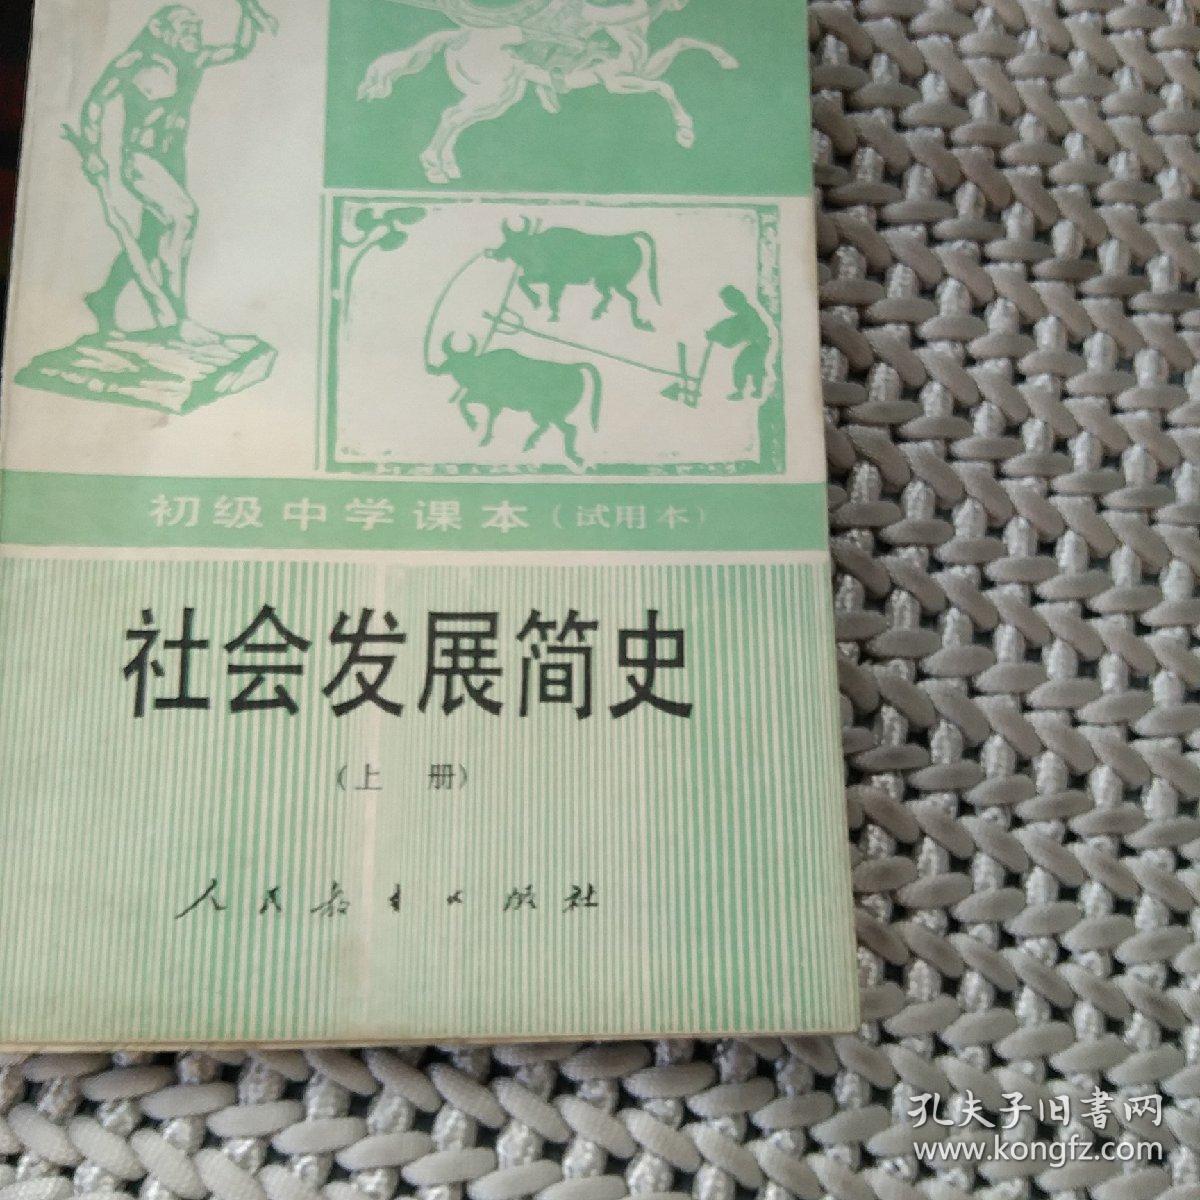 初级中学课本(试用本)
社会发展简史
(上 册)
人民教育出版社
孔夫子旧書网
www.kongfz.com